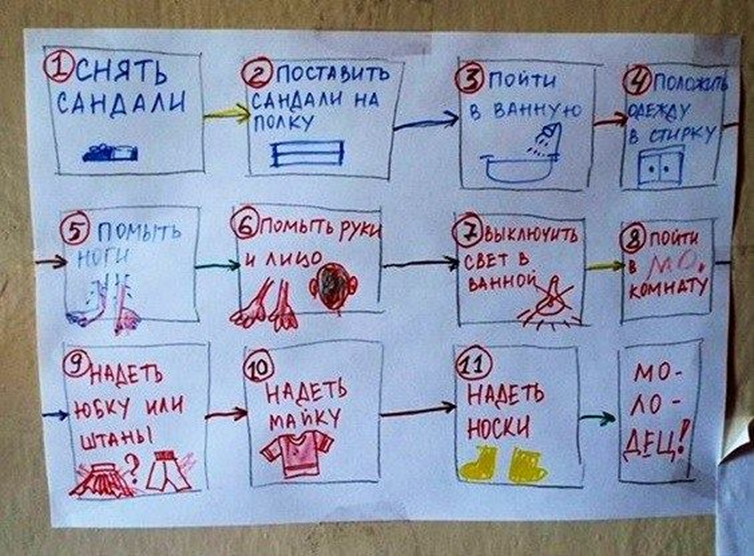 1 СНЯТЬ
САНДАЛИ
2 ПОСТАВИТЬ
САНДАЛИ НА
ПОЛКУ
3 ПОЙТИ
В ВАННУЮ
4 ПОЛОЖИТЬ
ОДЕЖДУ
В СТИРКУ
5 ПОМЫТЬ
НОГИ
6 ПОМЫТЬ РУКИ
И ЛИЦО
7 ВЫКЛЮЧИТЬ
СВЕТ В
ВАННОЙ
8 ПОЙТИ
В МО.
КОМНАТУ
9 НАДЕТЬ
ЮБКУ ИЛИ
ШТАНЫ
?
10 НАДЕТЬ
МАЙКУ
11 НАДЕТЬ
НОСКИ
МО-
ЛО-
ДЕЦ!